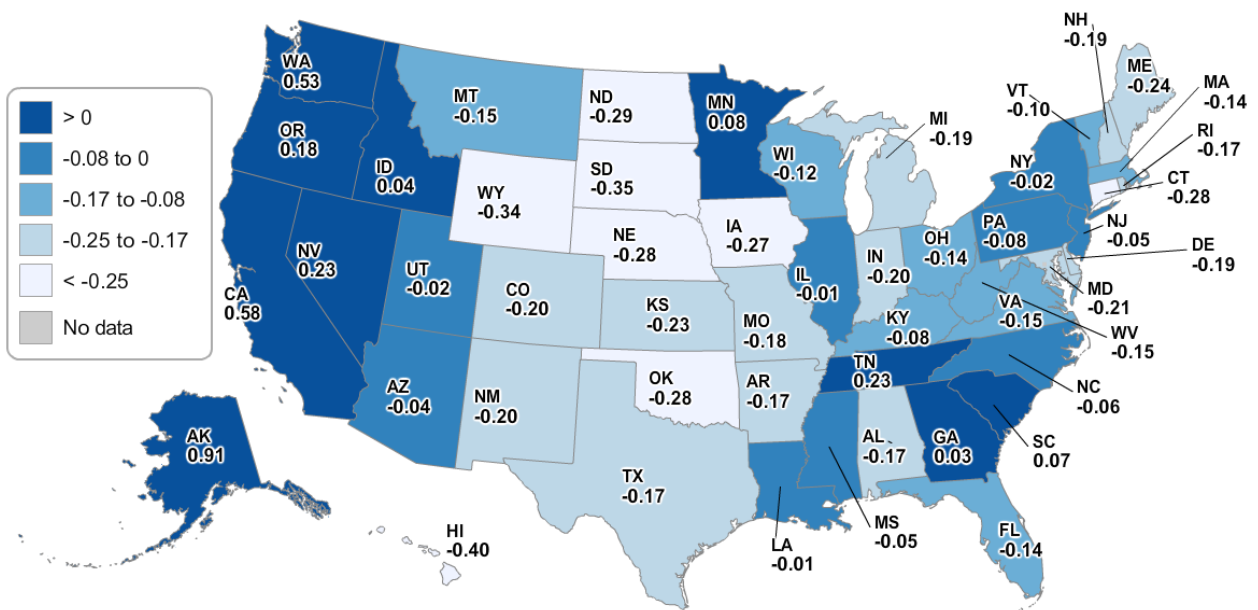 > 0
-0.08 to 0
-0.17 to -0.08
-0.25 to -0.17
< -0.25
No data
WA
0.53
OR
0.18
CA
0.58
NV
0.23
ID
0.04
MT
-0.15
WY
-0.34
UT
-0.02
AZ
-0.04
CO
-0.20
NM
-0.20
ND
-0.29
SD
-0.35
NE
-0.28
KS
-0.23
OK
-0.28
TX
-0.17
MN
0.08
IA
-0.27
MO
-0.18
AR
-0.17
LA
-0.01
WI
-0.12
IL
-0.01
MI
-0.19
IN
-0.20
OH
-0.14
KY
-0.08
TN
0.23
MS
-0.05
AL
-0.17
GA
0.03
FL
-0.14
SC
0.07
NC
-0.06
VA
-0.15
WV
-0.15
MD
-0.21
DE
-0.19
PA
-0.08
NJ
-0.05
NY
-0.02
CT
-0.28
RI
-0.17
MA
-0.14
VT
-0.10
NH
-0.19
ME
-0.24
AK
0.91
HI
-0.40